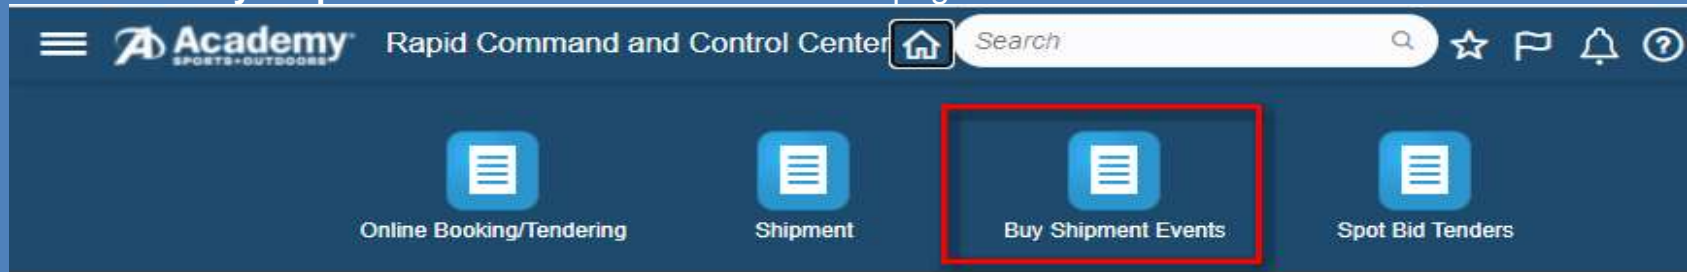 Academy Rapid Command and Control Center Search
SPORTS+OUTDOORS
Online Booking/Tendering Shipment Buy Shipment Events Spot Bid Tenders